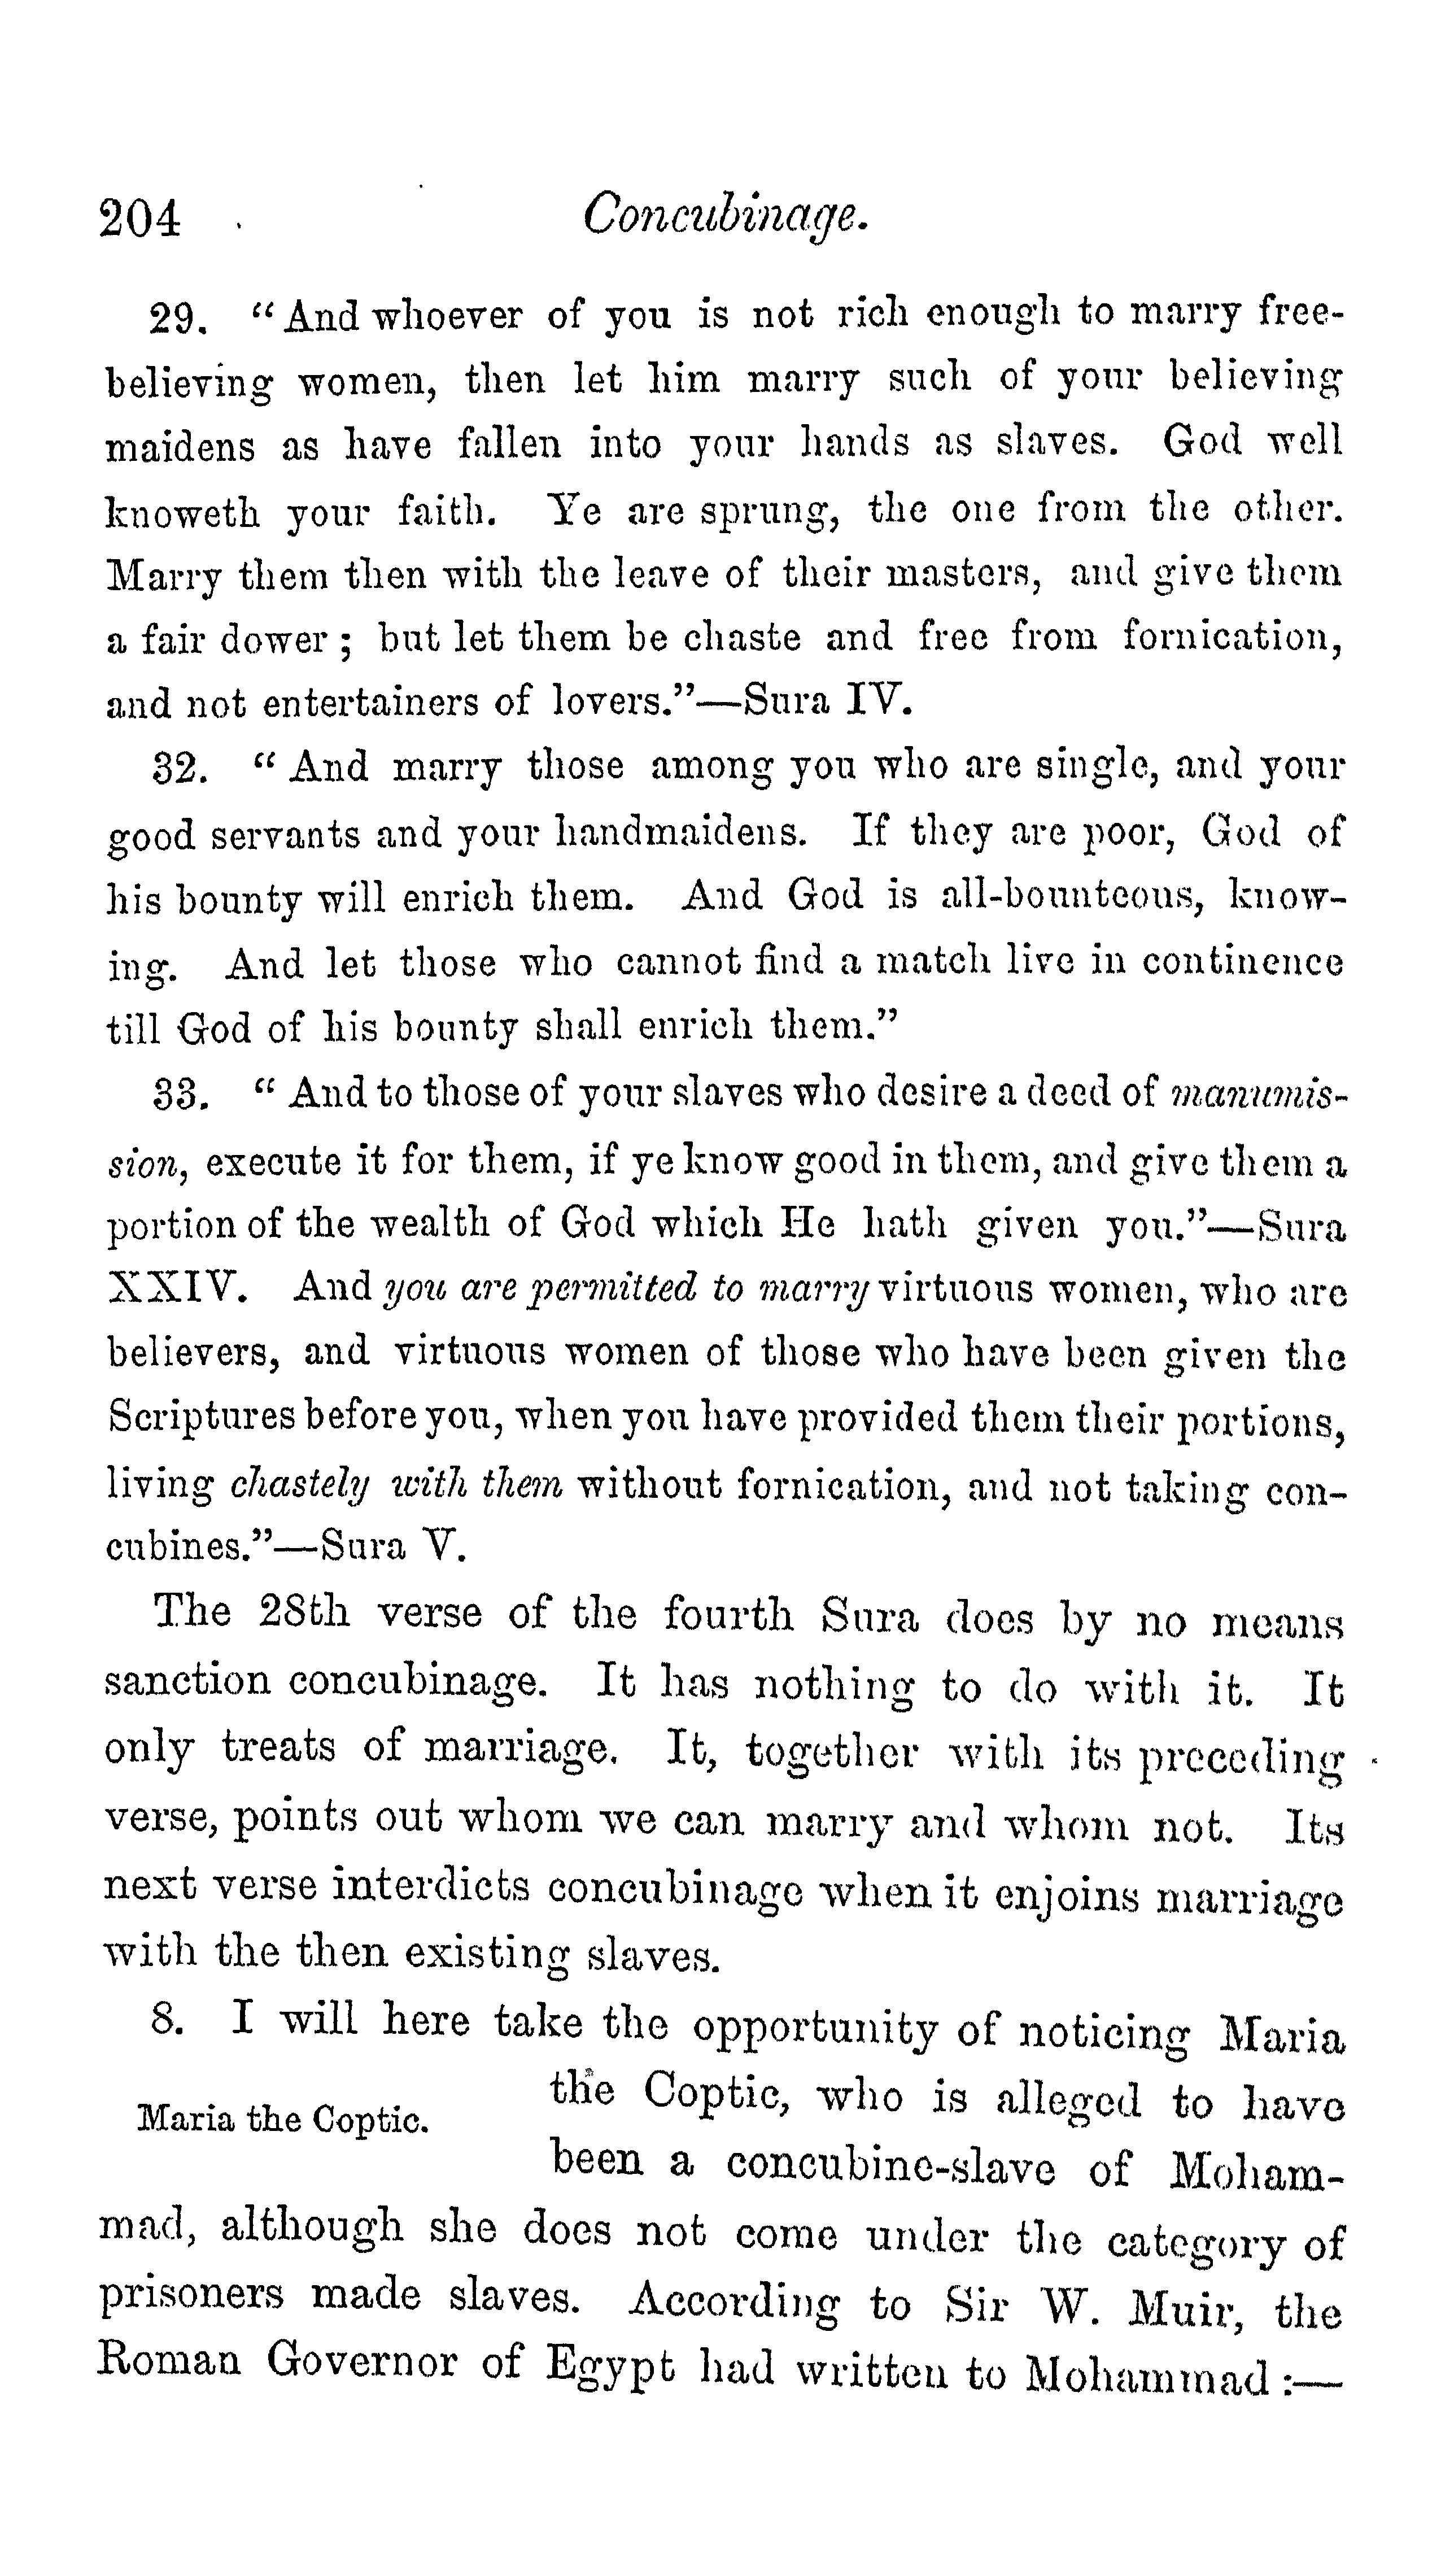 204 Concubinage.
29. “And whoever of you is not rich enough to marry free-
believing women, then let him marry such of your believing
maidens as have fallen into your hands as slaves. God well
knoweth your faith. Ye are sprung, the one from the other.
Marry them then with the leave of their masters, and give them
a fair dower; but let them be chaste and free from fornication,
and not entertainers of lovers.”—Sura IV.
32. “And marry those among you who are single, and your
good servants and your handmaidens. If they are poor, God of
his bounty will enrich them. And God is all-bounteous, know-
ing. And let those who cannot find a match live in continence
till God of his bounty shall enrich them.”
33. “And to those of your slaves who desire a deed of manumis-
sion, execute it for them, if ye know good in them, and give them a
portion of the wealth of God which He hath given you.”—Sura
XXIV. And you are permitted to marry virtuous women, who are
believers, and virtuous women of those who have been given the
Scriptures before you, when you have provided them their portions,
living chastely with them without fornication, and not taking con-
cubines.”—Sura V.
The 28th verse of the fourth Sura does by no means
sanction concubinage. It has nothing to do with it. It
only treats of marriage. It, together with its preceding
verse, points out whom we can marry and whom not. Its
next verse interdicts concubinage when it enjoins marriage
with the then existing slaves.
8. I will here take the opportunity of noticing Maria
the Coptic, who is alleged to have
Maria the Coptic.
been a concubine-slave of Moham-
mad, although she does not come under the category of
prisoners made slaves. According to Sir W. Muir, the
Roman Governor of Egypt had written to Mohammad:—